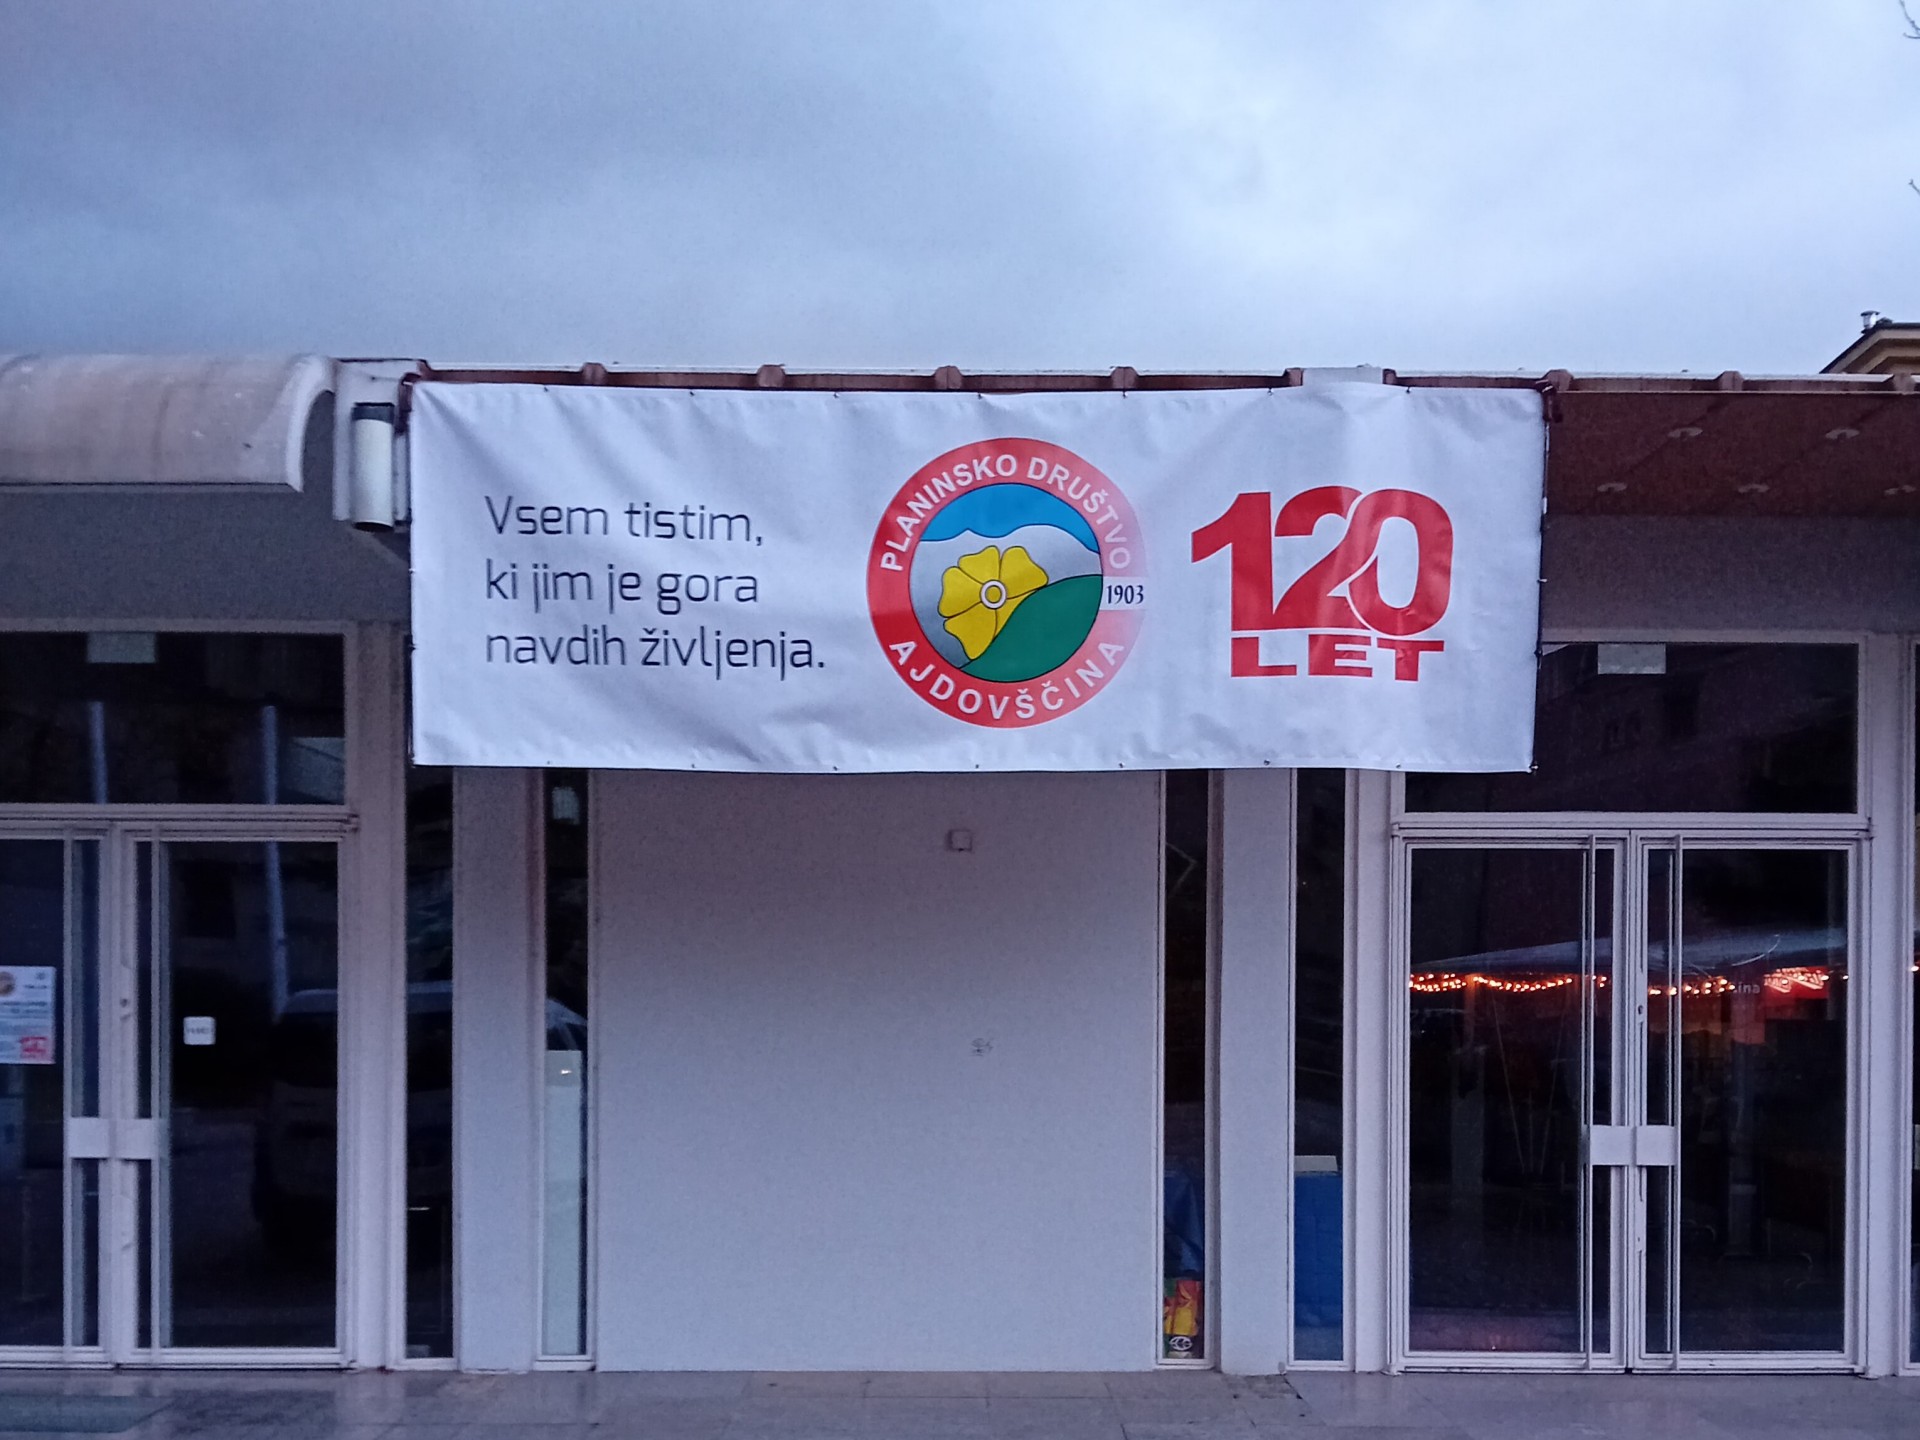 Vsem tistim,
ki jim je gora
navdih življenja.
PLANINSKO DRUŠTVO
1903
AJDOVŠČINA
120
LET